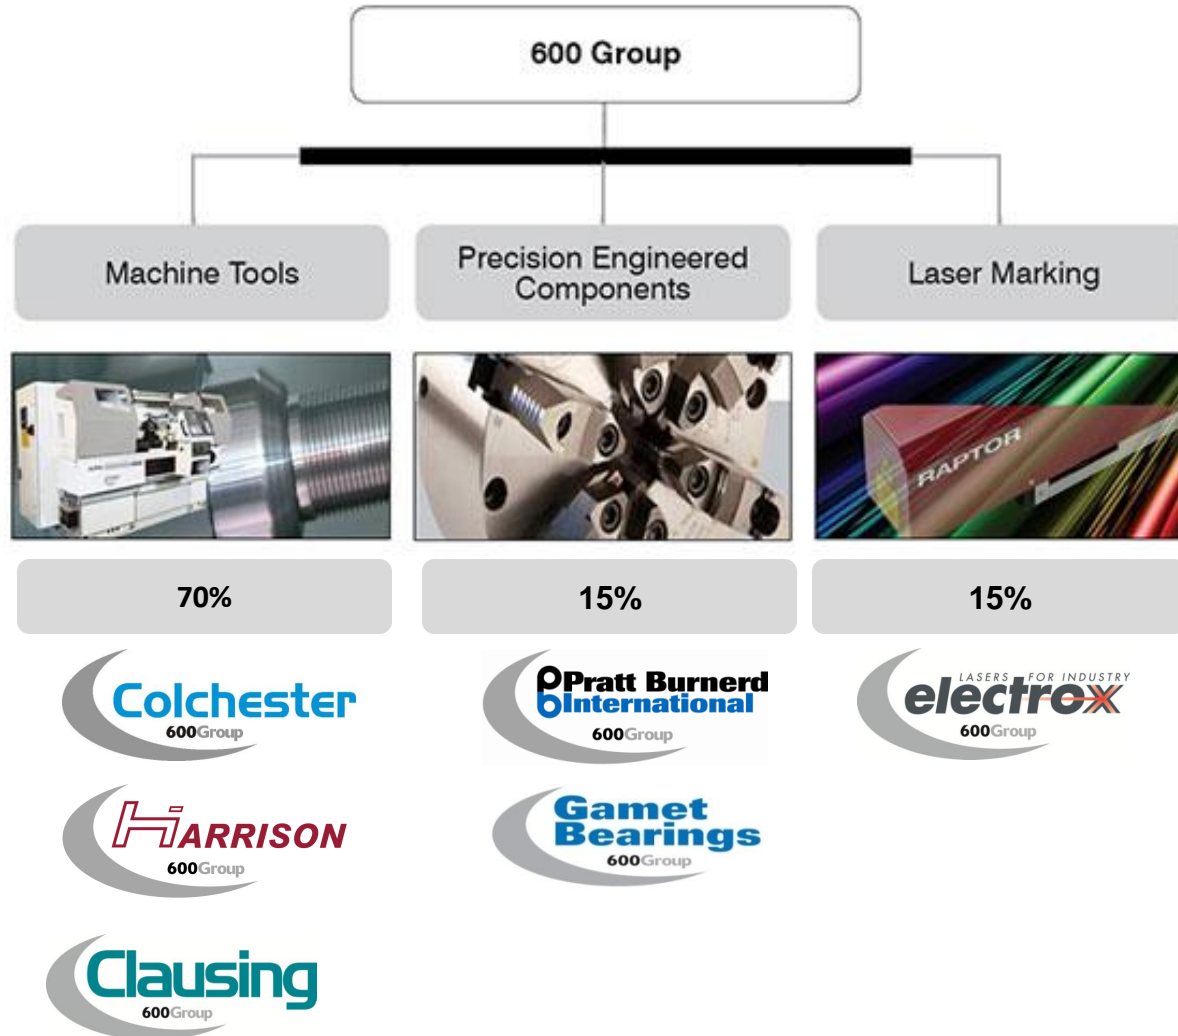 600 Group
Machine Tools
Precision Engineered
Components
Laser Marking
RAPTOR
70%
15%
15%
Colchester
600Group
Pratt Burnerd
International
600Group
LASERS FOR INDUSTRY
electrox
600Group
HARRISON
600Group
Gamet
Bearings
600Group
Clausing
600Group